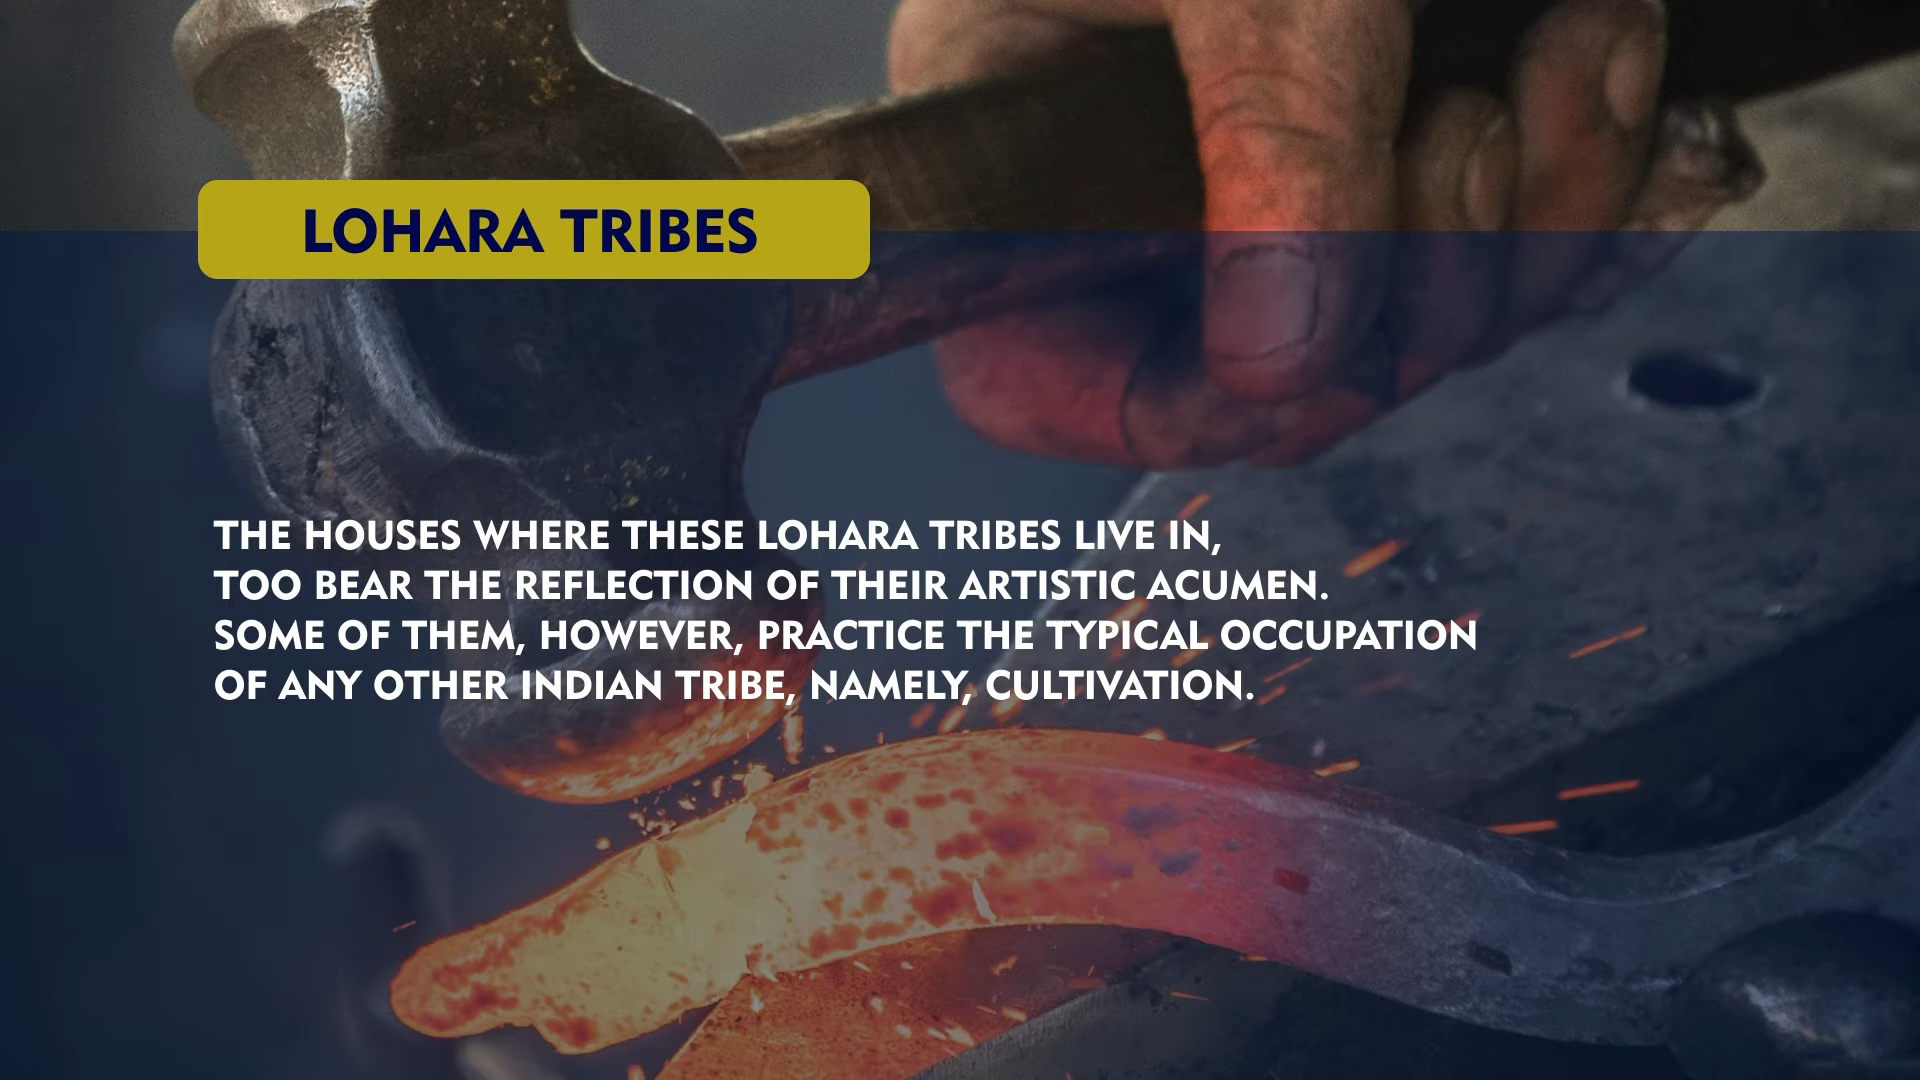 LOHARA TRIBES
THE HOUSES WHERE THESE LOHARA TRIBES LIVE IN,
TOO BEAR THE REFLECTION OF THEIR ARTISTIC ACUMEN.
SOME OF THEM, HOWEVER, PRACTICE THE TYPICAL OCCUPATION
OF ANY OTHER INDIAN TRIBE, NAMELY, CULTIVATION.